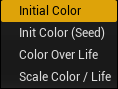 Initial Color
Init Color (Seed)
Color Over Life
Scale Color / Life